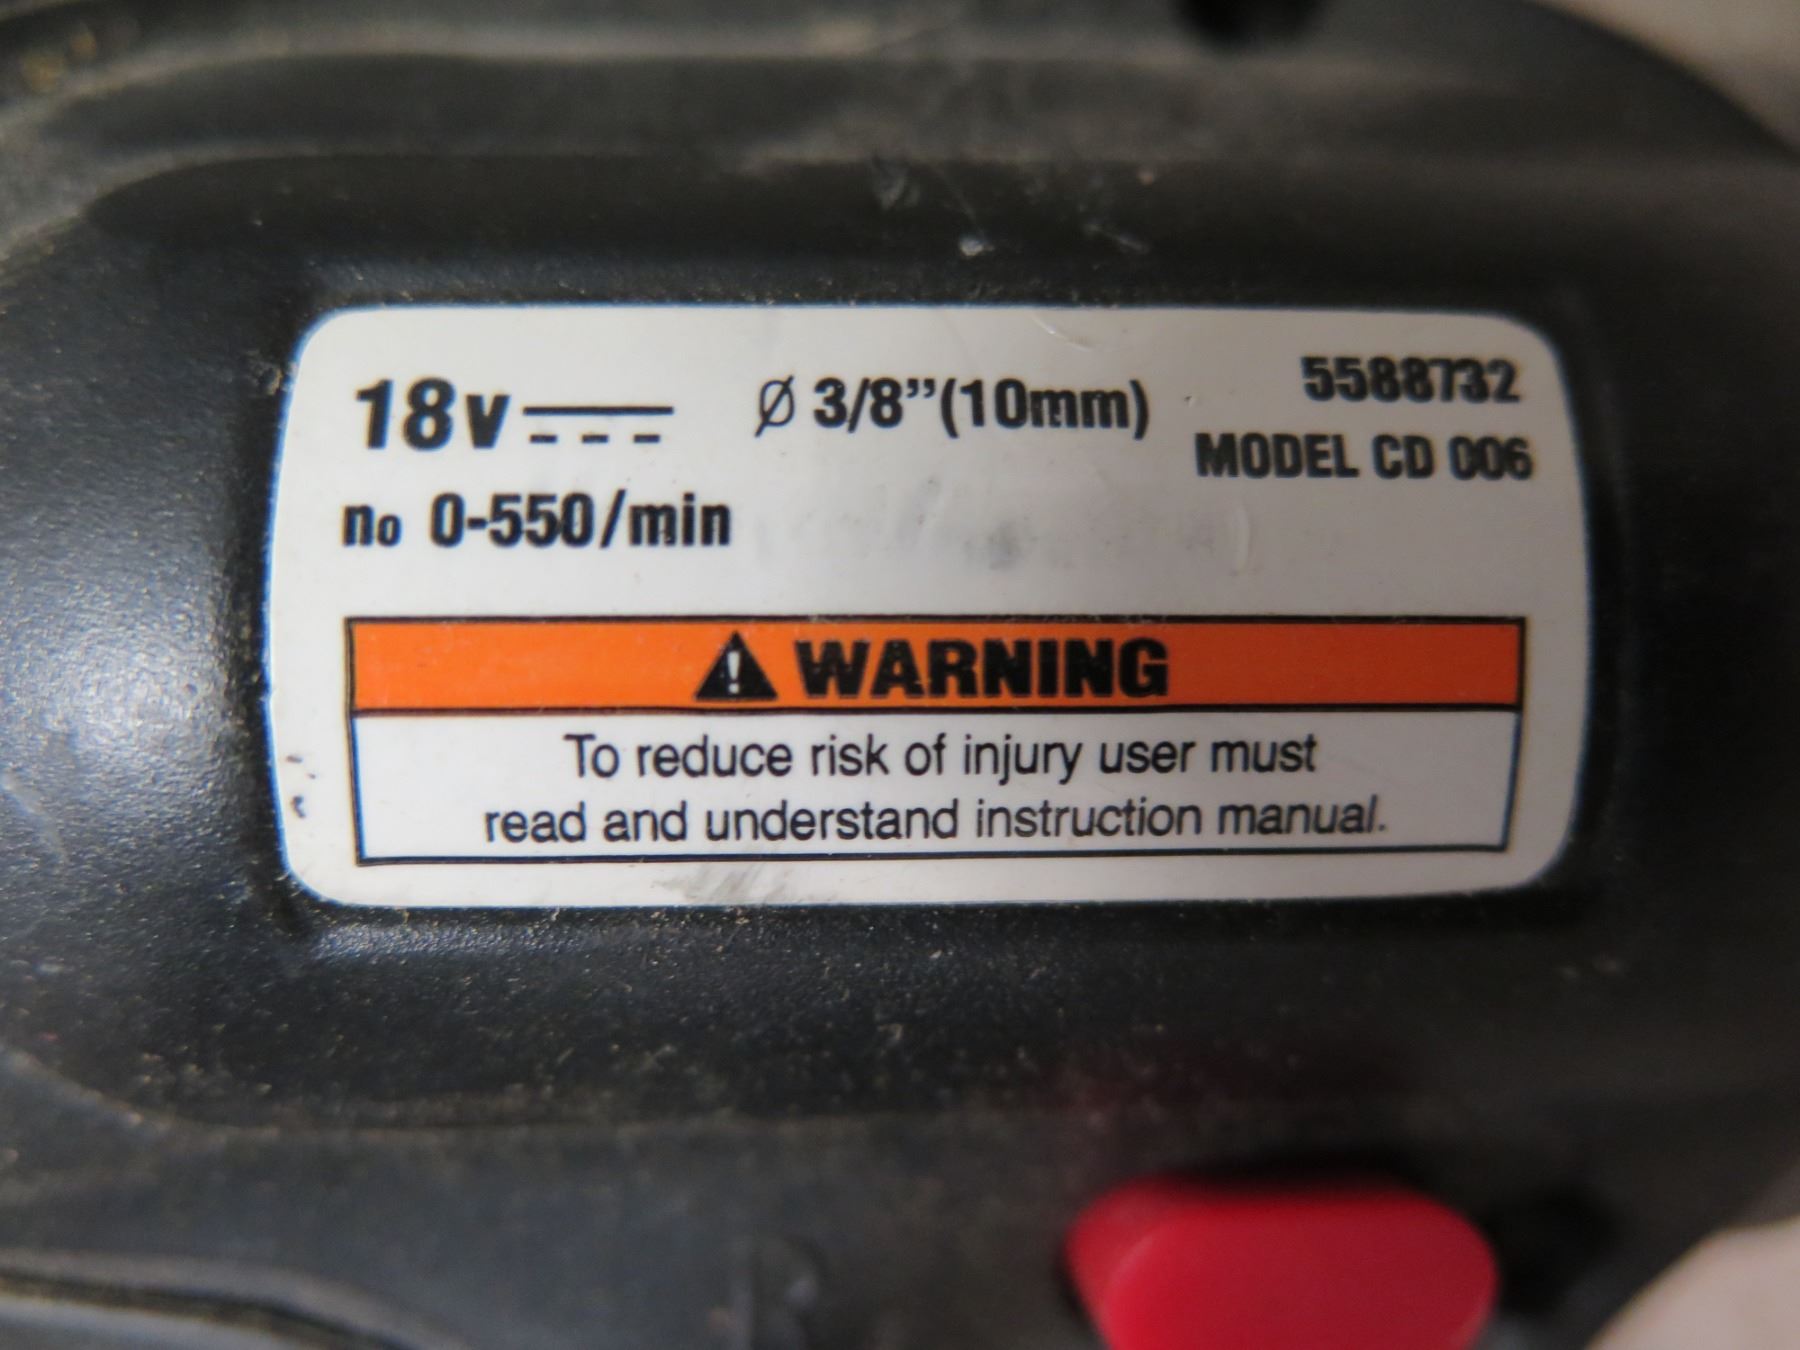 18v ⎓ Ø 3/8”(10mm) 5588732
MODEL CD 006
no 0-550/min
⚠ WARNING
To reduce risk of injury user must
read and understand instruction manual.